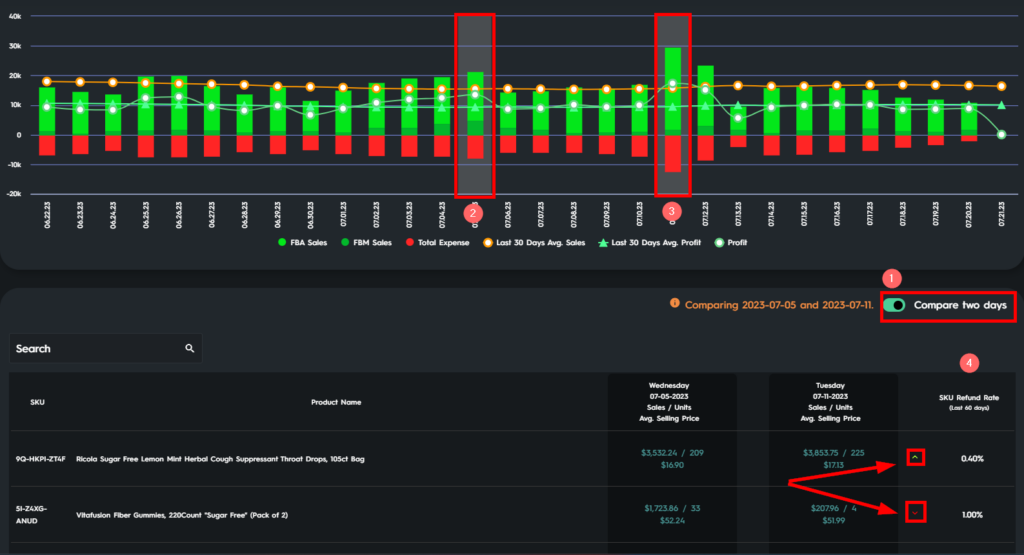 40k
30k
20k
10k
0
-10k
-20k
06.22.23 06.23.23 06.24.23 06.25.23 06.26.23 06.27.23 06.28.23 06.29.23 06.30.23 07.01.23 07.02.23 07.03.23 07.04.23 07.06.23 07.07.23 07.08.23 07.09.23 07.10.23 07.12.23 07.13.23 07.14.23 07.15.23 07.16.23 07.17.23 07.18.23 07.19.23 07.20.23 07.21.23
2 3
FBA Sales FBM Sales Total Expense Last 30 Days Avg. Sales Last 30 Days Avg. Profit Profit
1
Comparing 2023-07-05 and 2023-07-11. Compare two days
Search
4
SKU Product Name
Wednesday
07-05-2023
Sales / Units
Avg. Selling Price
Tuesday
07-11-2023
Sales / Units
Avg. Selling Price
SKU Refund Rate
(Last 60 days)
9Q-HKPI-ZT4F Ricola Sugar Free Lemon Mint Herbal Cough Suppressant Throat Drops, 105ct Bag
$3,532.24 / 209
$16.90
$3,853.75 / 225
$17.13
0.40%
5I-Z4XG-
ANUD
Vitafusion Fiber Gummies, 220Count "Sugar Free" (Pack of 2)
$1,723.86 / 33
$52.24
$207.96 / 4
$51.99
1.00%